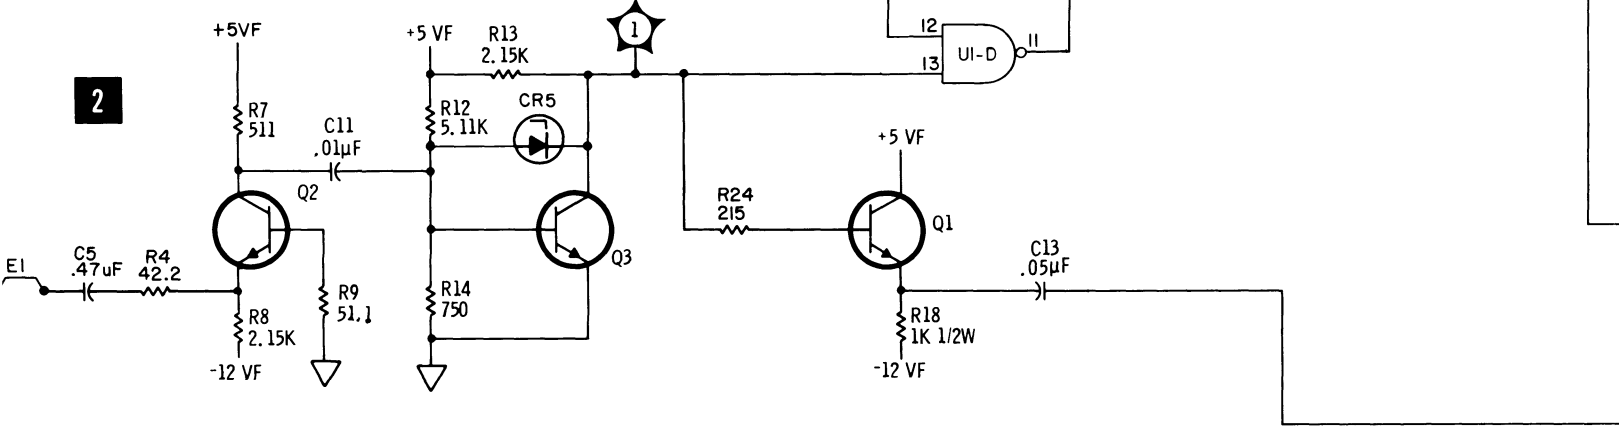 +5VF
+5 VF
R13
2.15K
1
12
13
U1-D
11
2
R7
511
C11
.01µF
R12
5.11K
CR5
+5 VF
Q2
R24
215
Q1
E1
C5
.47uF
R4
42.2
Q3
C13
.05µF
R8
2.15K
R9
51.1
R14
750
R18
1K 1/2W
-12 VF
-12 VF